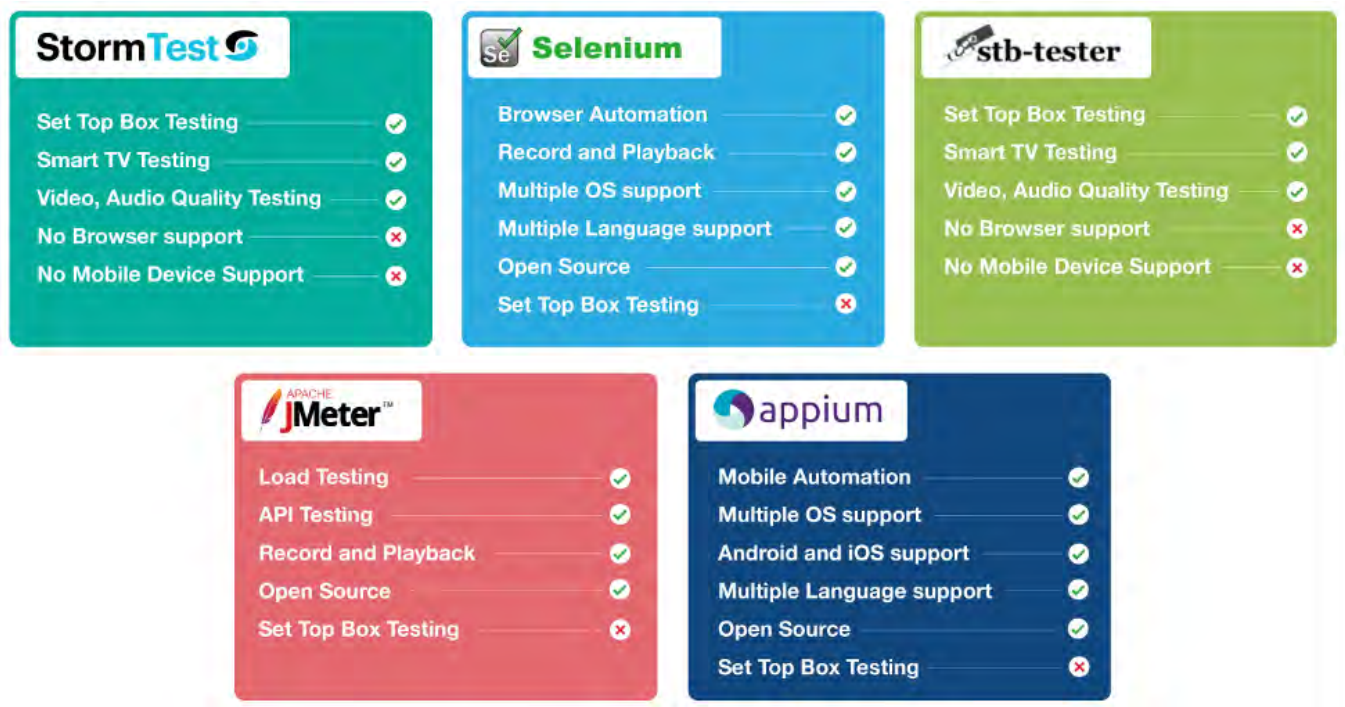 StormTest
Set Top Box Testing
Smart TV Testing
Video, Audio Quality Testing
No Browser support
No Mobile Device Support
Se Selenium
Browser Automation
Record and Playback
Multiple OS support
Multiple Language support
Open Source
Set Top Box Testing
stb-tester
Set Top Box Testing
Smart TV Testing
Video, Audio Quality Testing
No Browser support
No Mobile Device Support
APACHE
JMeter™
Load Testing
API Testing
Record and Playback
Open Source
Set Top Box Testing
appium
Mobile Automation
Multiple OS support
Android and iOS support
Multiple Language support
Open Source
Set Top Box Testing